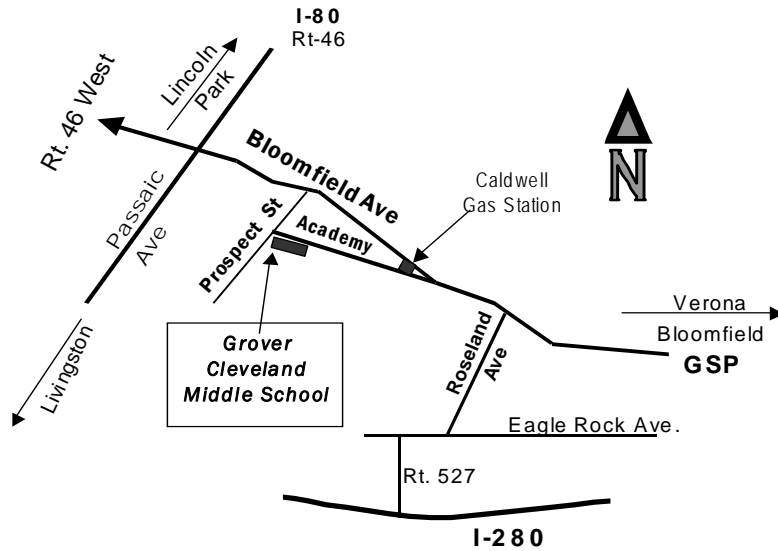 I-80
Rt-46
Lincoln
Park
Rt. 46 West
Bloomfield Ave
Caldwell
Gas Station
N
Passaic
Ave
Prospect St
Academy
Verona
Bloomfield
GSP
Grover
Cleveland
Middle School
Roseland
Ave
Livingston
Eagle Rock Ave.
Rt. 527
I-280